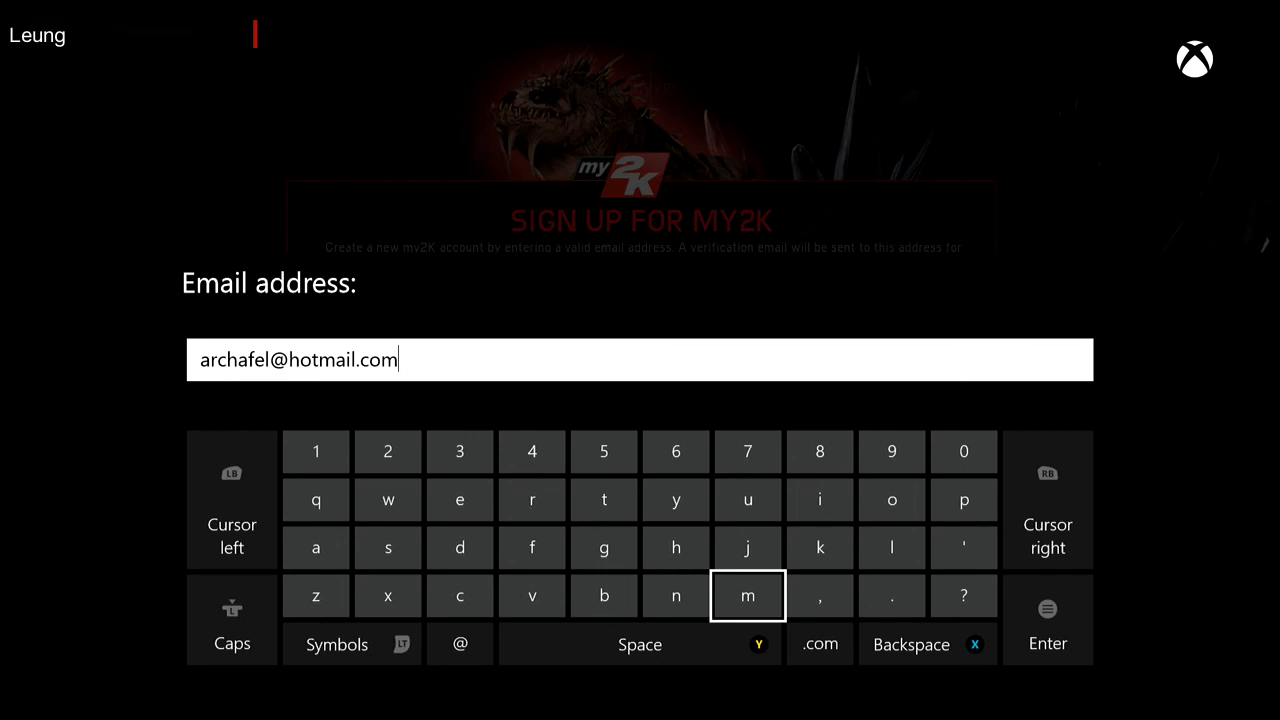 Leung
my 2K
SIGN UP FOR MY2K
Create a new my2K account by entering a valid email address. A verification email will be sent to this address for
Email address:
archafel@hotmail.com
1 2 3 4 5 6 7 8 9 0
LB RB
q w e r t y u i o p
Cursor left Cursor right
a s d f g h j k l '
z x c v b n m , . ?
L
Caps Symbols LT @ Space Y .com Backspace X Enter